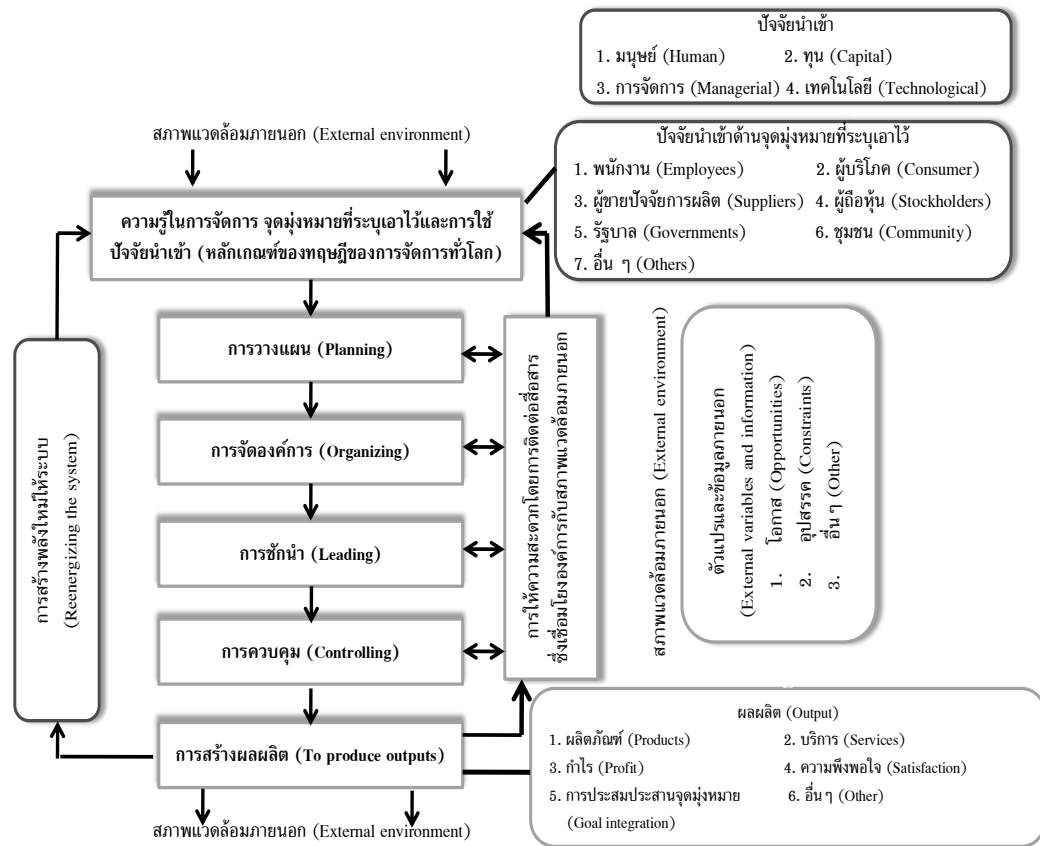 ปัจจัยนำเข้า
1. มนุษย์ (Human) 2. ทุน (Capital)
3. การจัดการ (Managerial) 4. เทคโนโลยี (Technological)
สภาพแวดล้อมภายนอก (External environment)
ปัจจัยนำเข้าด้านจุดมุ่งหมายที่ระบุเอาไว้
1. พนักงาน (Employees) 2. ผู้บริโภค (Consumer)
3. ผู้ขายปัจจัยการผลิต (Suppliers) 4. ผู้ถือหุ้น (Stockholders)
5. รัฐบาล (Governments) 6. ชุมชน (Community)
7. อื่น ๆ (Others)
ความรู้ในการจัดการ จุดมุ่งหมายที่ระบุเอาไว้และการใช้
ปัจจัยนำเข้า (หลักเกณฑ์ของทฤษฎีของการจัดการทั่วโลก)
การวางแผน (Planning)
การจัดองค์การ (Organizing)
การชักนำ (Leading)
การควบคุม (Controlling)
การสร้างผลผลิต (To produce outputs)
การสร้างพลังใหม่ให้ระบบ
(Reenergizing the system)
การให้ความสะดวกโดยการติดต่อสื่อสาร
ซึ่งเชื่อมโยงองค์การกับสภาพแวดล้อมภายนอก
สภาพแวดล้อมภายนอก (External environment)
ตัวแปรและข้อมูลภายนอก
(External variables and information)
1. โอกาส (Opportunities)
2. อุปสรรค (Constraints)
3. อื่น ๆ (Other)
ผลผลิต (Output)
1. ผลิตภัณฑ์ (Products) 2. บริการ (Services)
3. กำไร (Profit) 4. ความพึงพอใจ (Satisfaction)
5. การประสมประสานจุดมุ่งหมาย 6. อื่น ๆ (Other)
(Goal integration)
สภาพแวดล้อมภายนอก (External environment)